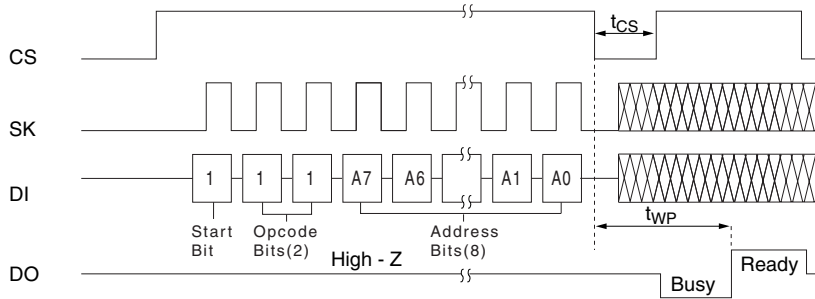 CS
tCS
SK
DI
1 1 1 A7 A6 A1 A0
Start
Bit
Opcode
Bits(2)
Address
Bits(8)
tWP
DO
High - Z
Busy
Ready